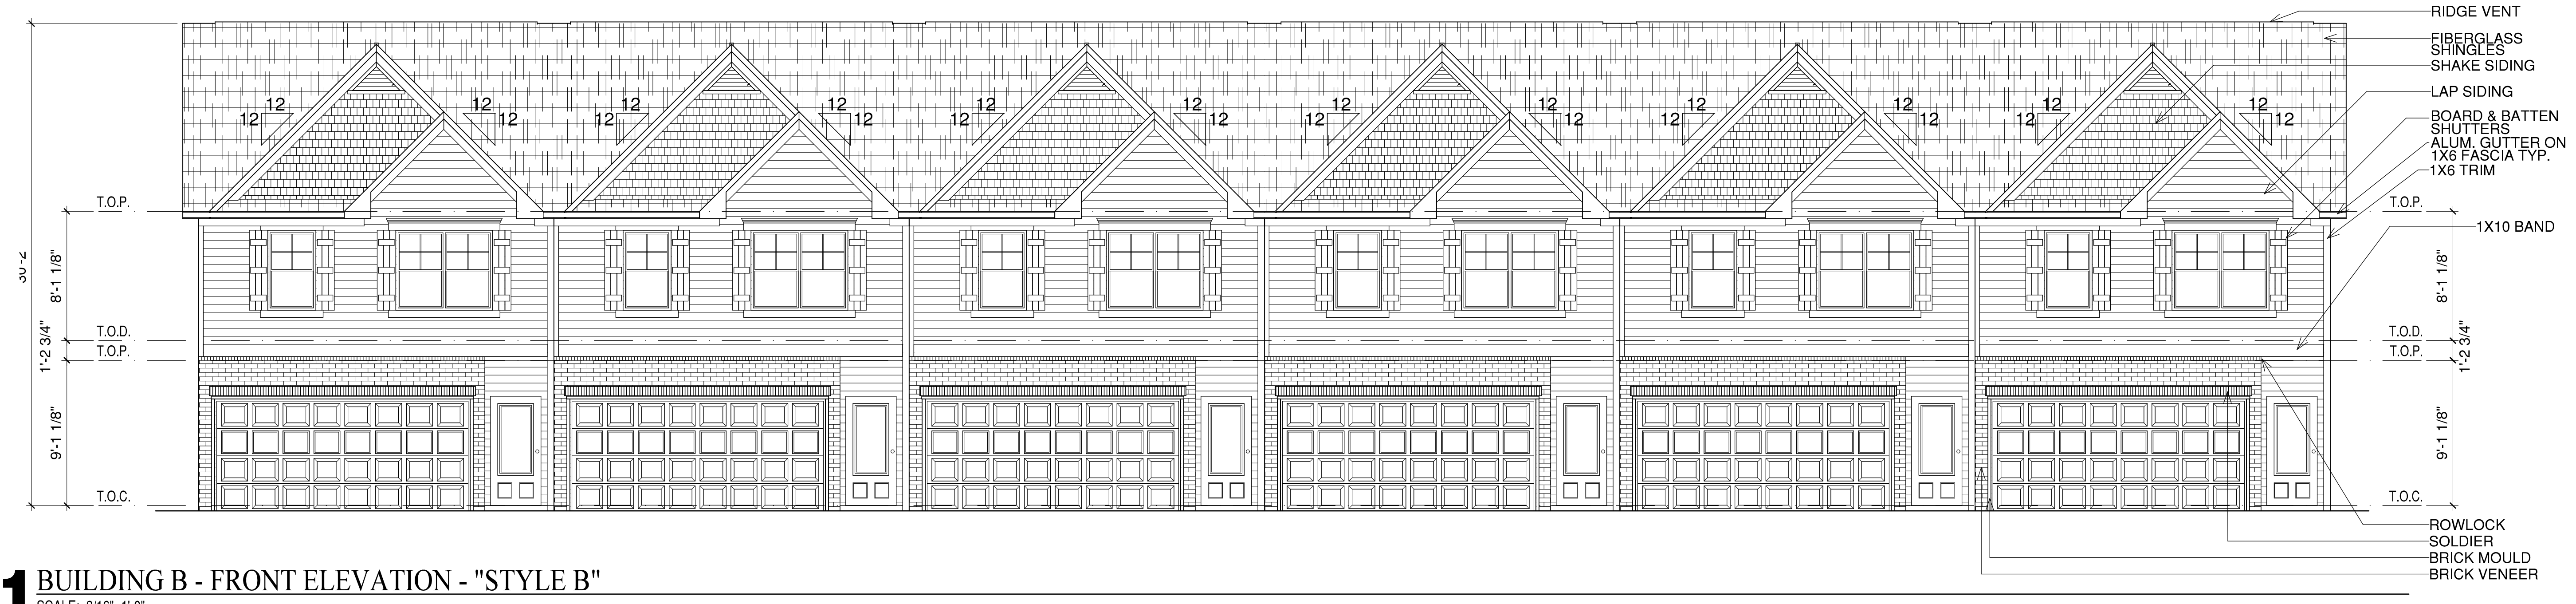 RIDGE VENT
FIBERGLASS
SHINGLES
SHAKE SIDING
LAP SIDING
BOARD & BATTEN
SHUTTERS
ALUM. GUTTER ON
1X6 FASCIA TYP.
1X6 TRIM
1X10 BAND
12 12 12 12 12 12 12 12 12 12 12 12
12 12 12 12 12 12 12 12 12 12 12 12
T.O.P. T.O.P.
8'-1 1/8" 8'-1 1/8"
T.O.D. T.O.D.
1'-2 3/4" 1'-2 3/4"
T.O.P. T.O.P.
9'-1 1/8" 9'-1 1/8"
T.O.C. T.O.C.
ROWLOCK
SOLDIER
BRICK MOULD
BRICK VENEER
1 BUILDING B - FRONT ELEVATION - "STYLE B"